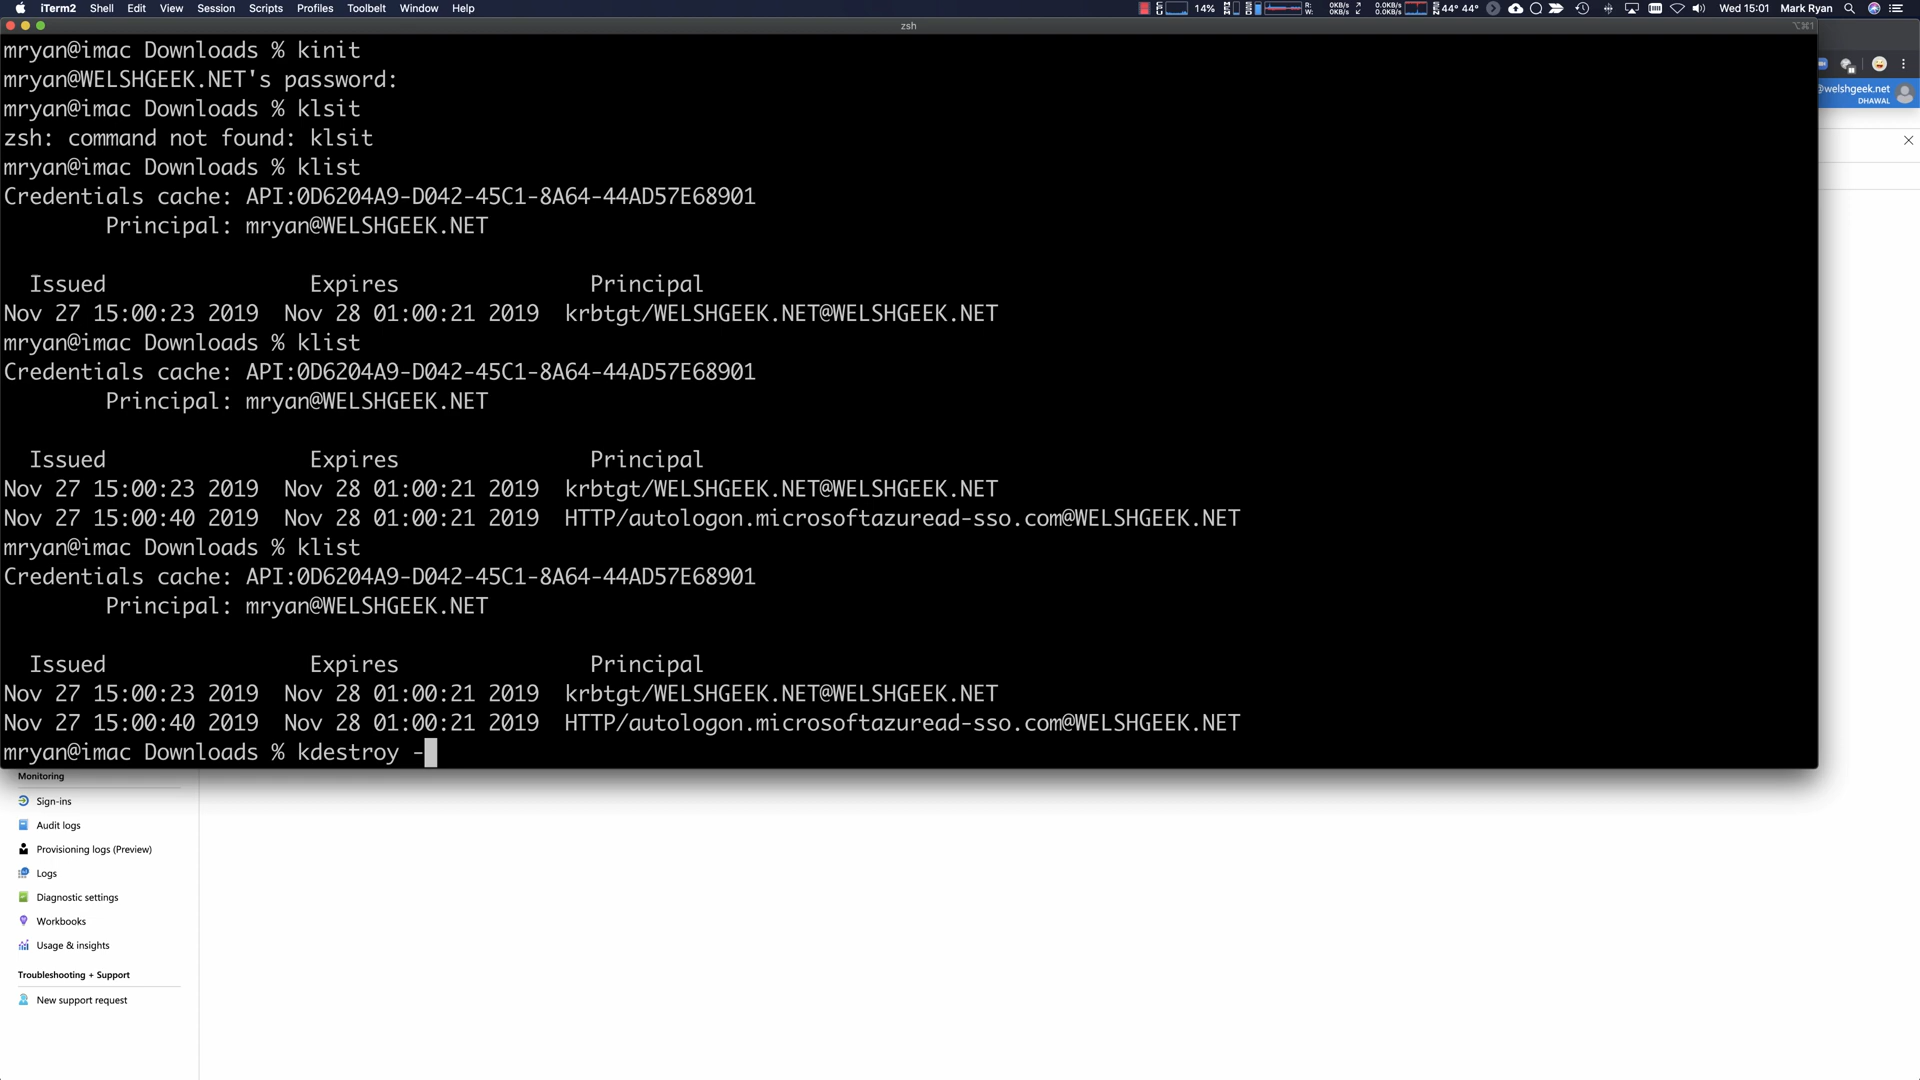 iTerm2 Shell Edit View Session Scripts Profiles Toolbelt Window Help 14% 0KB/s 0KB/s 0.0KB/s 0.0KB/s 44° 44° Wed 15:01 Mark Ryan
zsh
mryan@imac Downloads % kinit
mryan@WELSHGEEK.NET's password:
mryan@imac Downloads % klsit
@welshgeek.net
DHAWAL
zsh: command not found: klsit
mryan@imac Downloads % klist
Credentials cache: API:0D6204A9-D042-45C1-8A64-44AD57E68901
Principal: mryan@WELSHGEEK.NET
Issued Expires Principal
Nov 27 15:00:23 2019 Nov 28 01:00:21 2019 krbtgt/WELSHGEEK.NET@WELSHGEEK.NET
mryan@imac Downloads % klist
Credentials cache: API:0D6204A9-D042-45C1-8A64-44AD57E68901
Principal: mryan@WELSHGEEK.NET
Issued Expires Principal
Nov 27 15:00:23 2019 Nov 28 01:00:21 2019 krbtgt/WELSHGEEK.NET@WELSHGEEK.NET
Nov 27 15:00:40 2019 Nov 28 01:00:21 2019 HTTP/autologon.microsoftazuread-sso.com@WELSHGEEK.NET
mryan@imac Downloads % klist
Credentials cache: API:0D6204A9-D042-45C1-8A64-44AD57E68901
Principal: mryan@WELSHGEEK.NET
Issued Expires Principal
Nov 27 15:00:23 2019 Nov 28 01:00:21 2019 krbtgt/WELSHGEEK.NET@WELSHGEEK.NET
Nov 27 15:00:40 2019 Nov 28 01:00:21 2019 HTTP/autologon.microsoftazuread-sso.com@WELSHGEEK.NET
mryan@imac Downloads % kdestroy -
Monitoring
Sign-ins
Audit logs
Provisioning logs (Preview)
Logs
Diagnostic settings
Workbooks
Usage & insights
Troubleshooting + Support
New support request